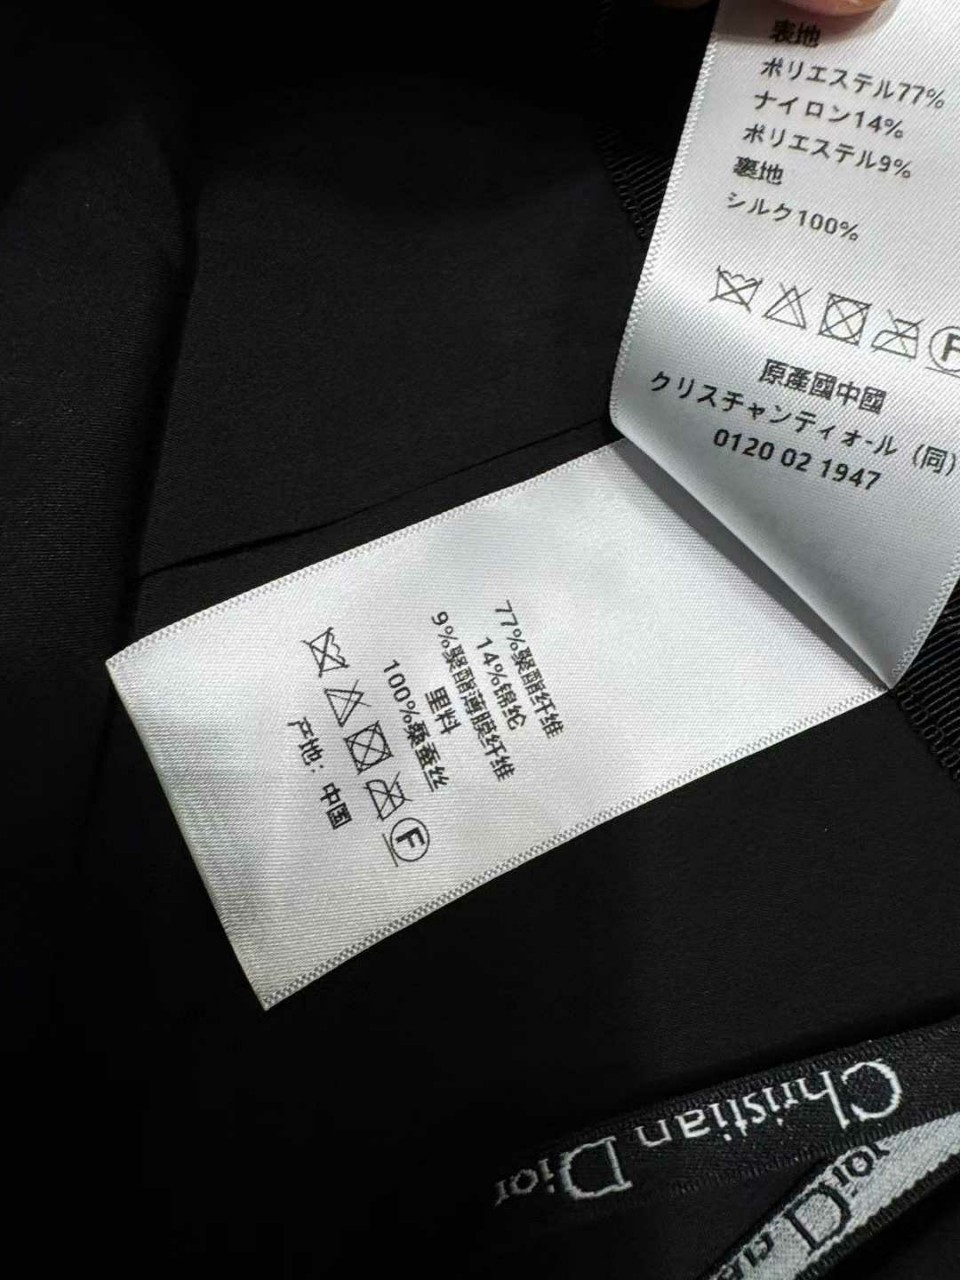 表地
ポリエステル77%
ナイロン14%
ポリエステル9%
裏地
シルク100%
F
原產國中國
クリスチャンティオール (同)
0120 02 1947
77%聚酯纤维
14%锦纶
9%聚酯薄膜纤维
里料
100%桑蚕丝
F
产地：中国
Christian Dior
Dior